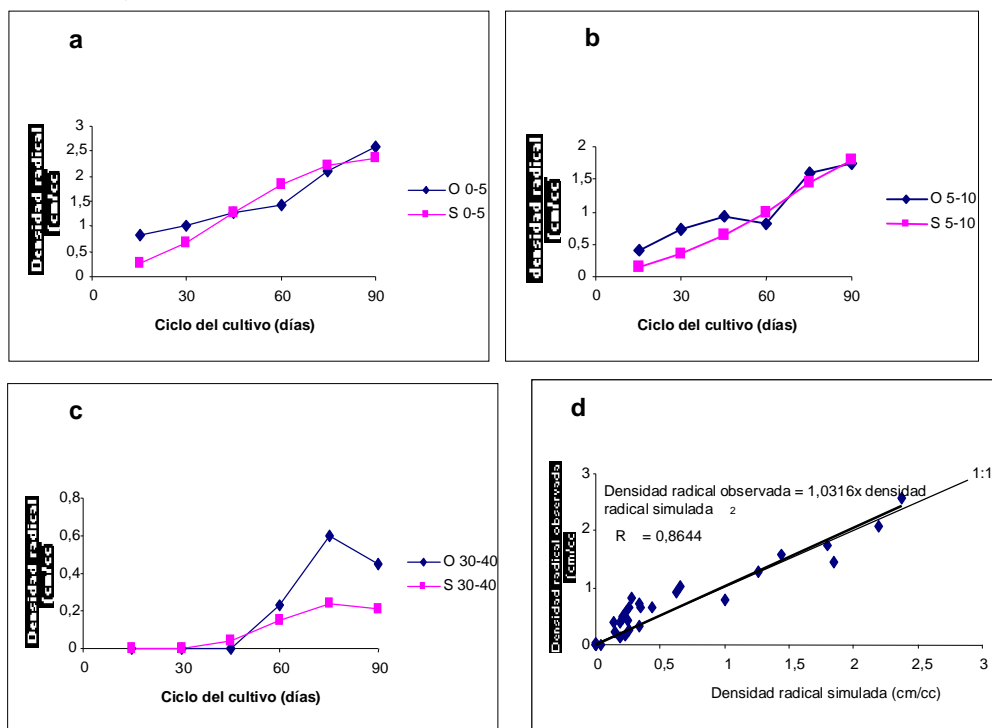 a
Densidad radical
[cm/cc]
3
2,5
2
1,5
1
0,5
0
0
30
60
90
Ciclo del cultivo (días)
O 0-5
S 0-5
b
densidad radical
[cm/cc]
2
1,5
1
0,5
0
0
30
60
90
Ciclo del cultivo (días)
O 5-10
S 5-10
c
Densidad radical
[cm/cc]
0,8
0,6
0,4
0,2
0
0
30
60
90
Ciclo del cultivo (días)
O 30-40
S 30-40
d
Densidad radical observada
[cm/cc]
3
2
1
0
1:1
Densidad radical observada = 1,0316x densidad
radical simulada
2
R = 0,8644
0
0,5
1
1,5
2
2,5
3
Densidad radical simulada (cm/cc)